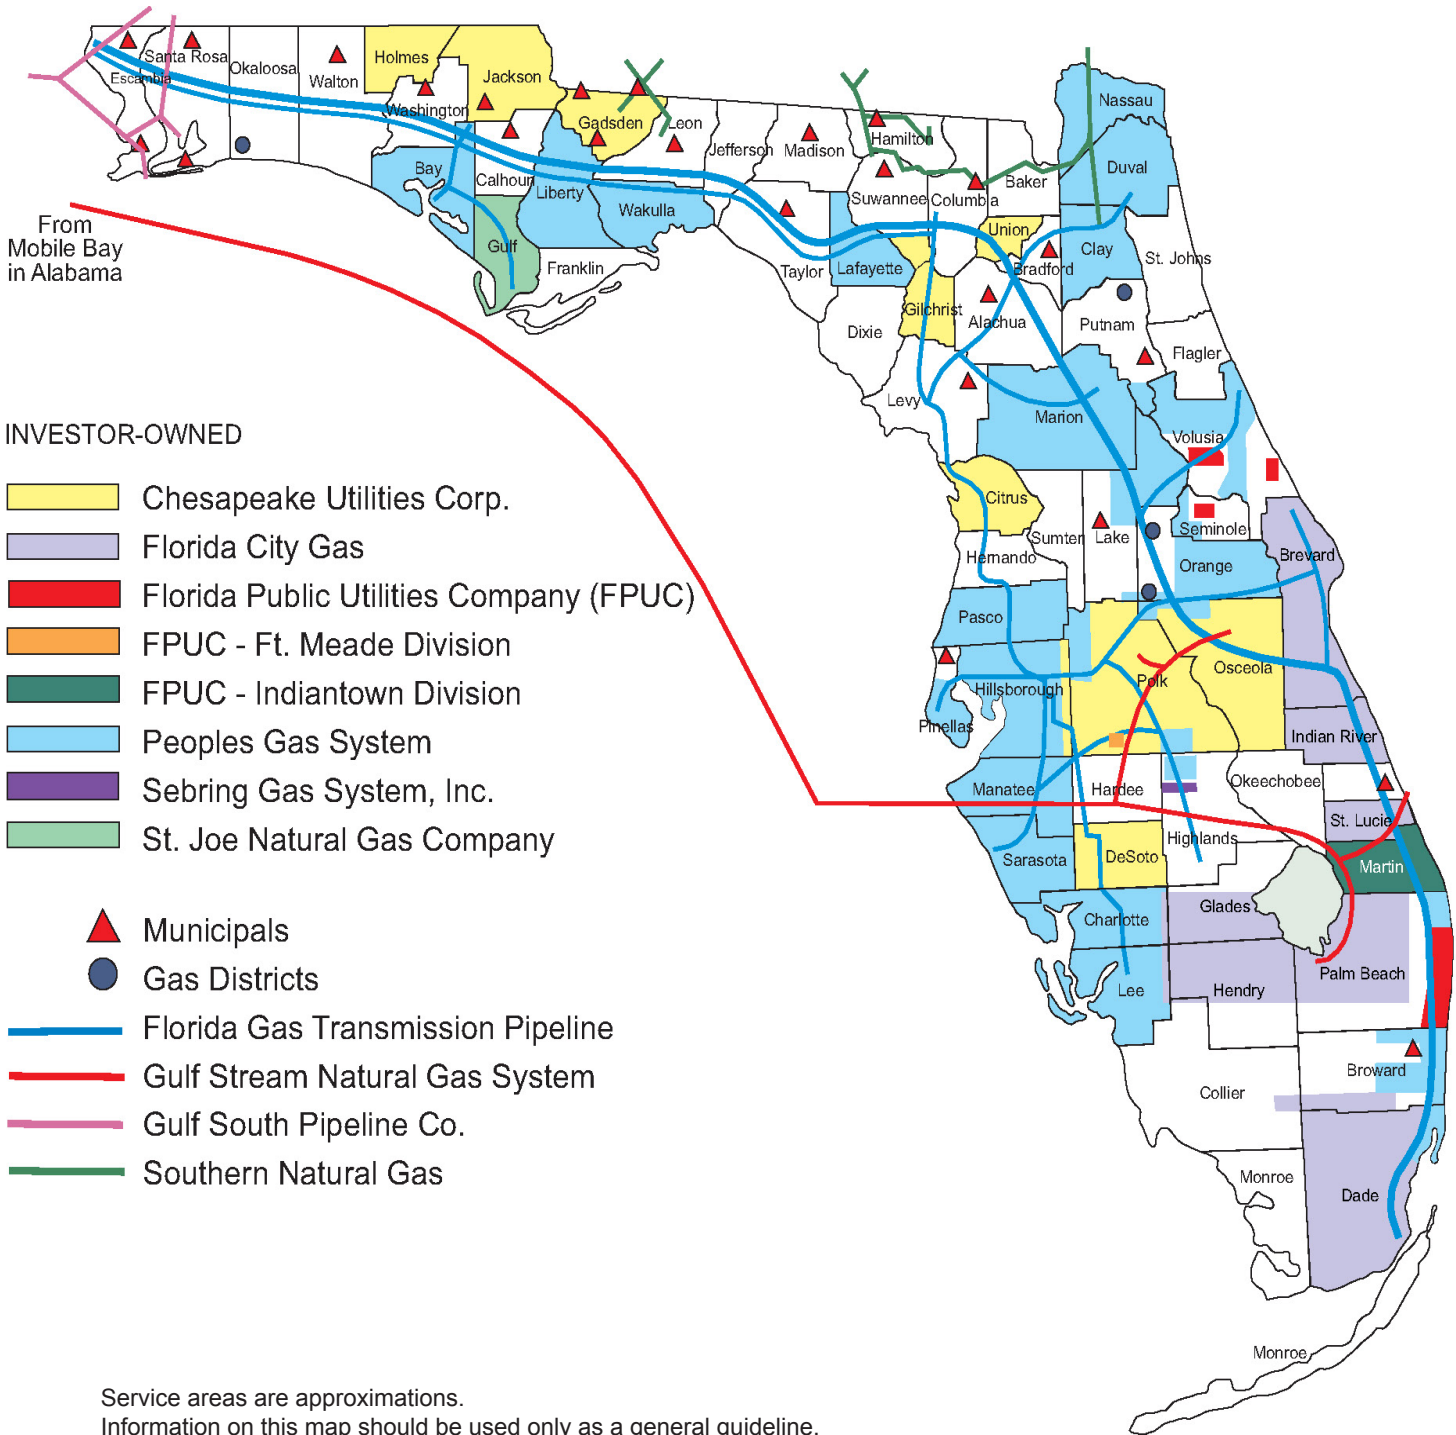 Santa Rosa
Escambia
Okaloosa
Walton
Holmes
Jackson
Washington
Gadsden
Leon
Jefferson
Madison
Hamilton
Nassau
Duval
Baker
Columbia
Suwannee
Bay
Calhoun
Liberty
Wakulla
Gulf
Franklin
Taylor
Lafayette
Union
Bradford
Clay
St. Johns
Gilchrist
Alachua
Putnam
Dixie
Flagler
Levy
Marion
Volusia
From
Mobile Bay
in Alabama
Citrus
Sumter
Lake
Seminole
Hernando
Orange
Brevard
Pasco
Hillsborough
Pinellas
Polk
Osceola
Indian River
Manatee
Hardee
Okeechobee
St. Lucie
Highlands
Sarasota
DeSoto
Martin
Glades
Charlotte
Lee
Hendry
Palm Beach
Broward
Collier
Monroe
Dade
Monroe
INVESTOR-OWNED
Chesapeake Utilities Corp.
Florida City Gas
Florida Public Utilities Company (FPUC)
FPUC - Ft. Meade Division
FPUC - Indiantown Division
Peoples Gas System
Sebring Gas System, Inc.
St. Joe Natural Gas Company
Municipals
Gas Districts
Florida Gas Transmission Pipeline
Gulf Stream Natural Gas System
Gulf South Pipeline Co.
Southern Natural Gas
Service areas are approximations.
Information on this map should be used only as a general guideline.